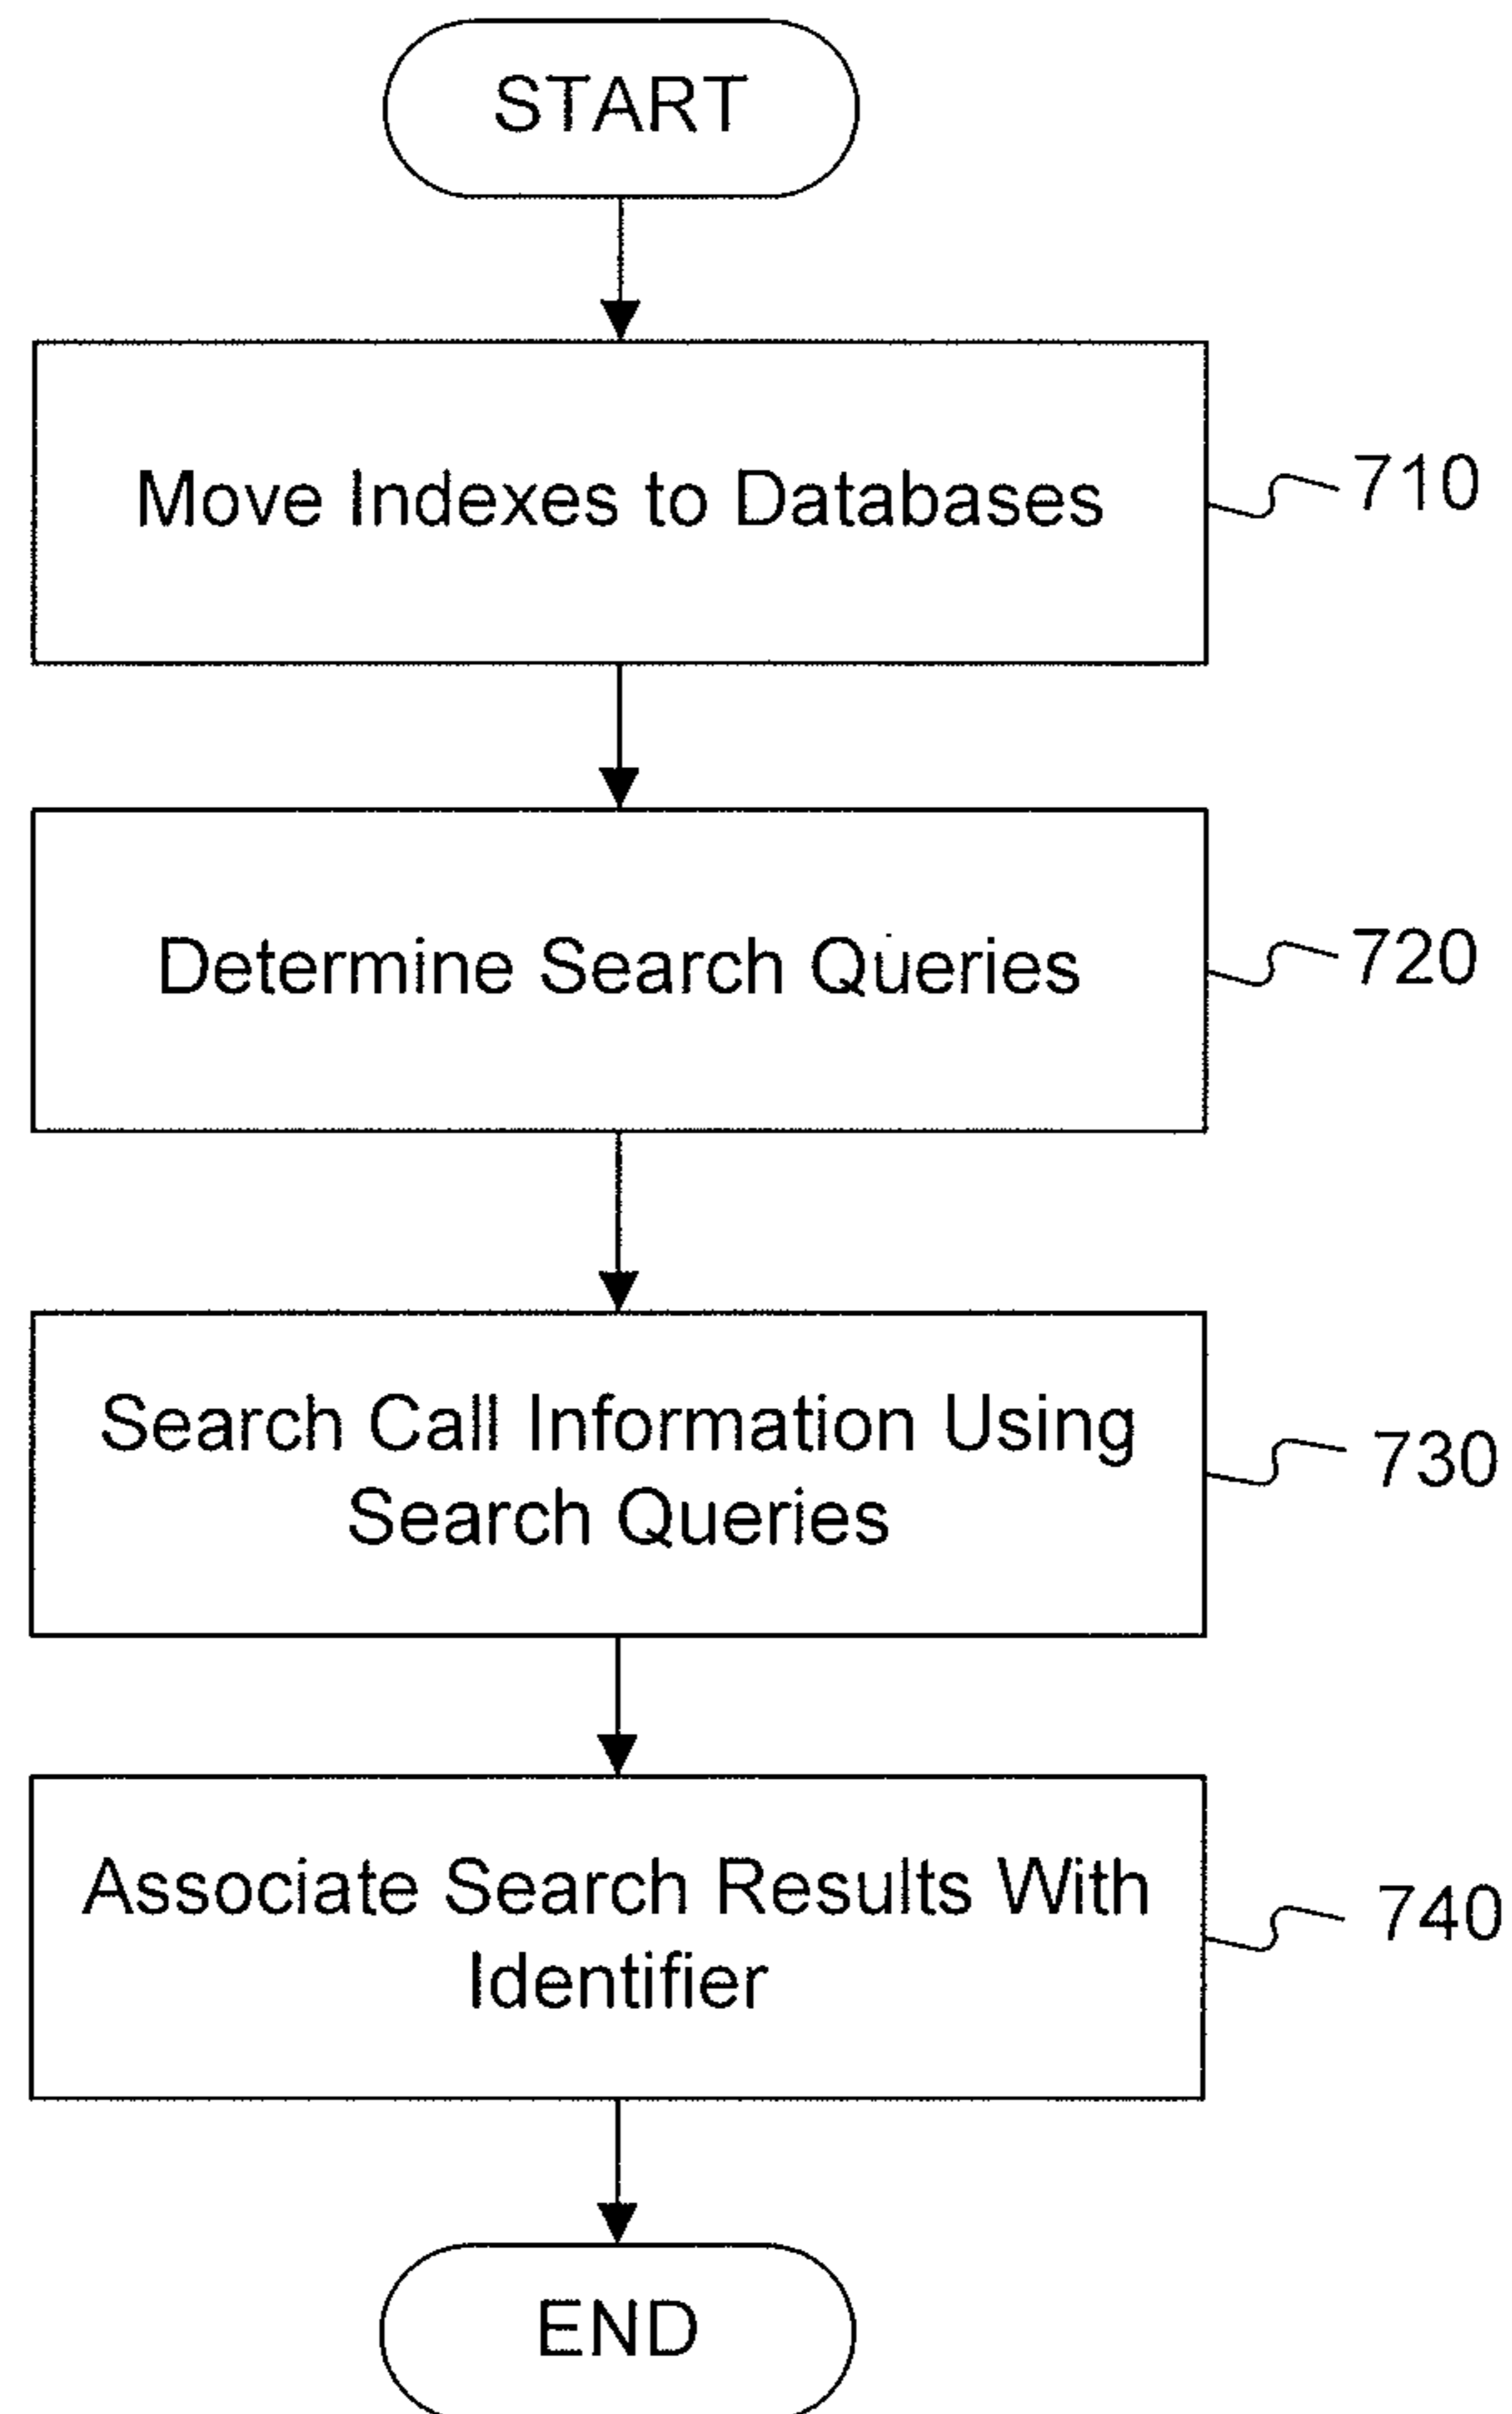 START
Move Indexes to Databases
710
Determine Search Queries
720
Search Call Information Using
Search Queries
730
Associate Search Results With
Identifier
740
END